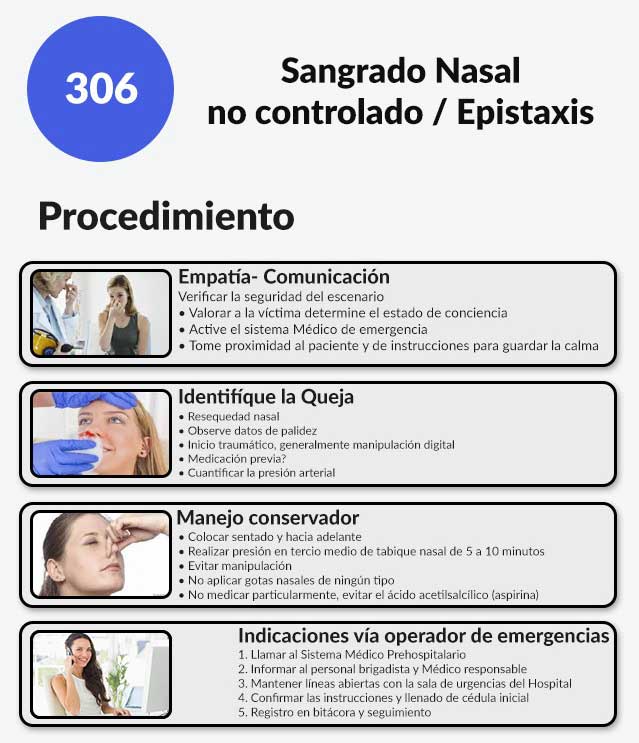 306
Sangrado Nasal
no controlado / Epistaxis
Procedimiento
Empatía- Comunicación
Verificar la seguridad del escenario
• Valorar a la víctima determine el estado de conciencia
• Active el sistema Médico de emergencia
• Tome proximidad al paciente y de instrucciones para guardar la calma
Identifíque la Queja
• Resequedad nasal
• Observe datos de palidez
• Inicio traumático, generalmente manipulación digital
• Medicación previa?
• Cuantificar la presión arterial
Manejo conservador
• Colocar sentado y hacia adelante
• Realizar presión en tercio medio de tabique nasal de 5 a 10 minutos
• Evitar manipulación
• No aplicar gotas nasales de ningún tipo
• No medicar particularmente, evitar el ácido acetilsalcílico (aspirina)
Indicaciones vía operador de emergencias
1. Llamar al Sistema Médico Prehospitalario
2. Informar al personal brigadista y Médico responsable
3. Mantener líneas abiertas con la sala de urgencias del Hospital
4. Confirmar las instrucciones y llenado de cédula inicial
5. Registro en bitácora y seguimiento